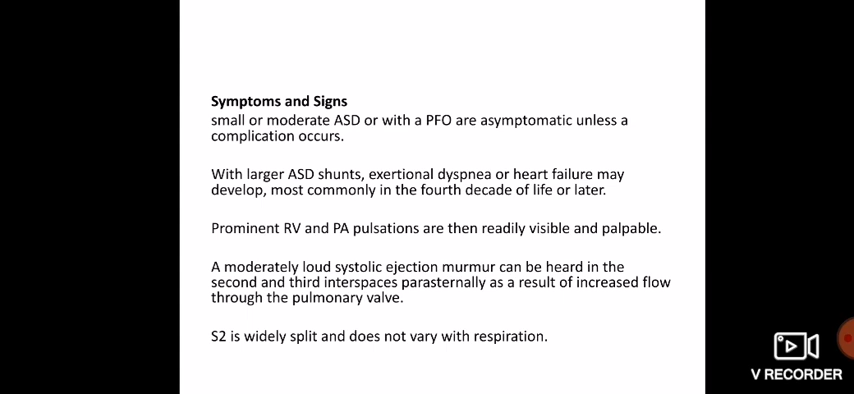 Symptoms and Signs
small or moderate ASD or with a PFO are asymptomatic unless a
complication occurs.
With larger ASD shunts, exertional dyspnea or heart failure may
develop, most commonly in the fourth decade of life or later.
Prominent RV and PA pulsations are then readily visible and palpable.
A moderately loud systolic ejection murmur can be heard in the
second and third interspaces parasternally as a result of increased flow
through the pulmonary valve.
S2 is widely split and does not vary with respiration.
V RECORDER